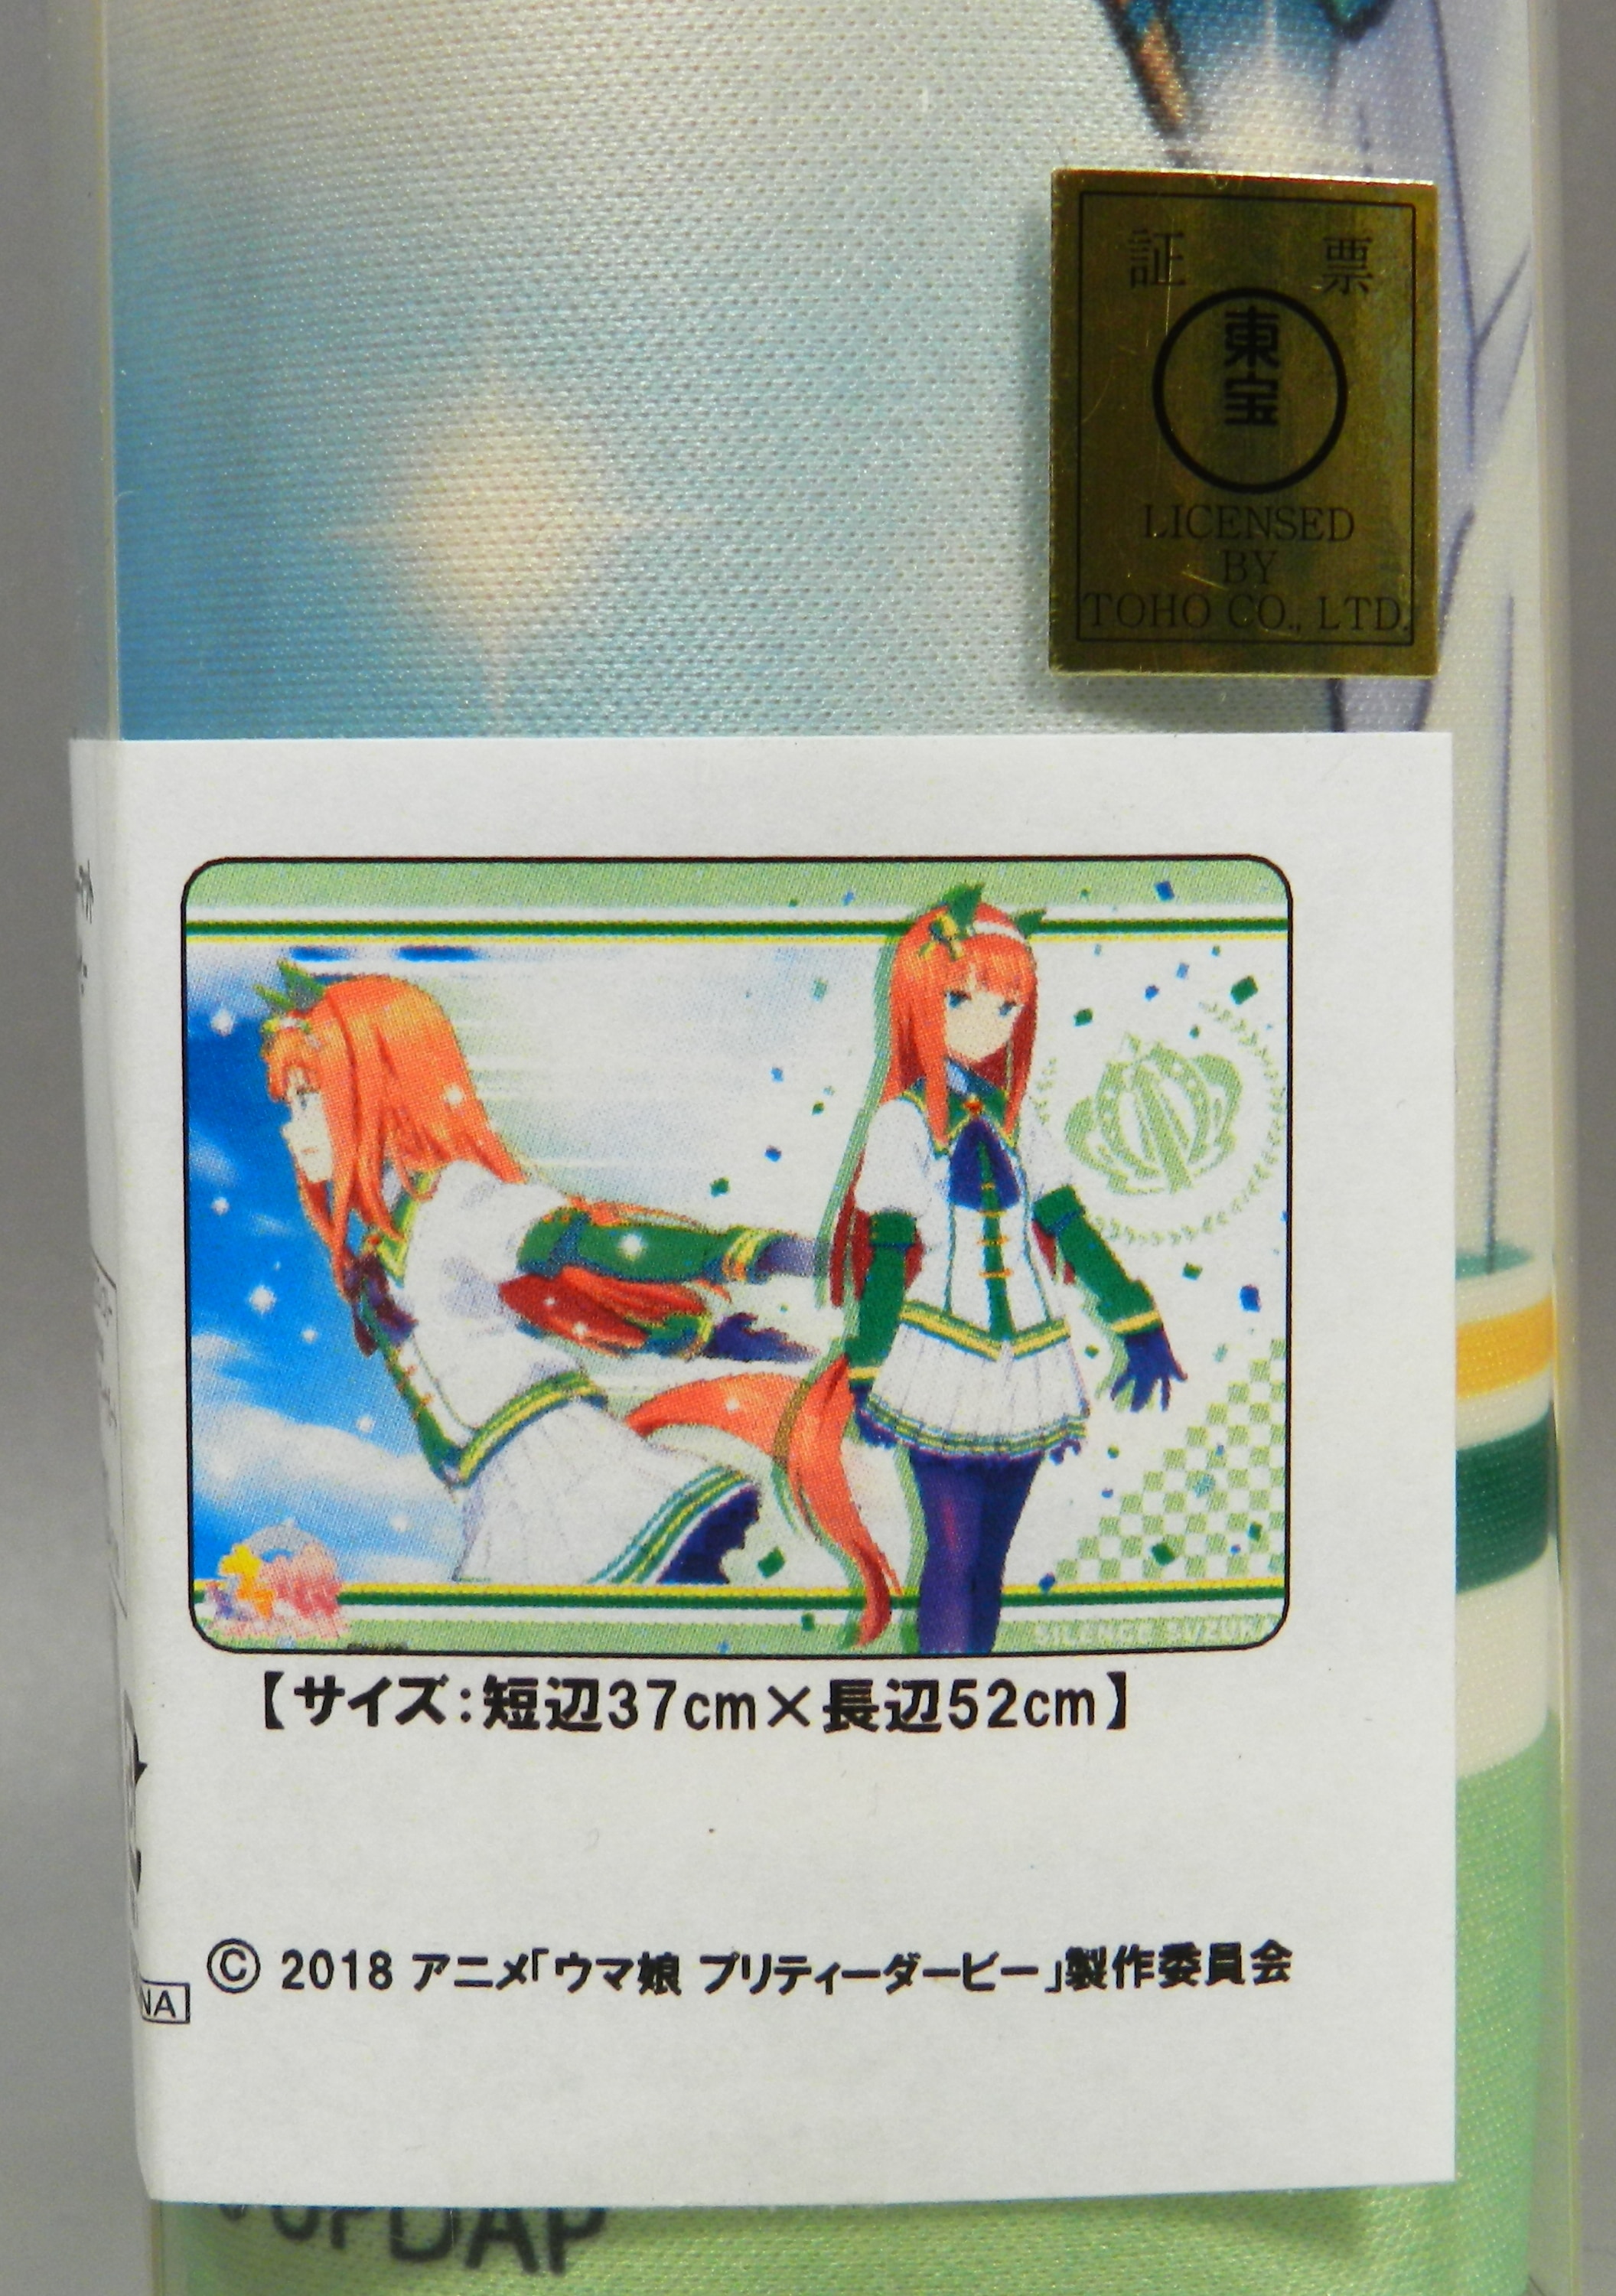 証 票
東宝
LICENSED
BY
TOHO CO., LTD.
SILENCE SUZUKA
【サイズ:短辺37cm×長辺52cm】
© 2018 アニメ「ウマ娘 プリティーダービー」製作委員会
NA
UPDAP